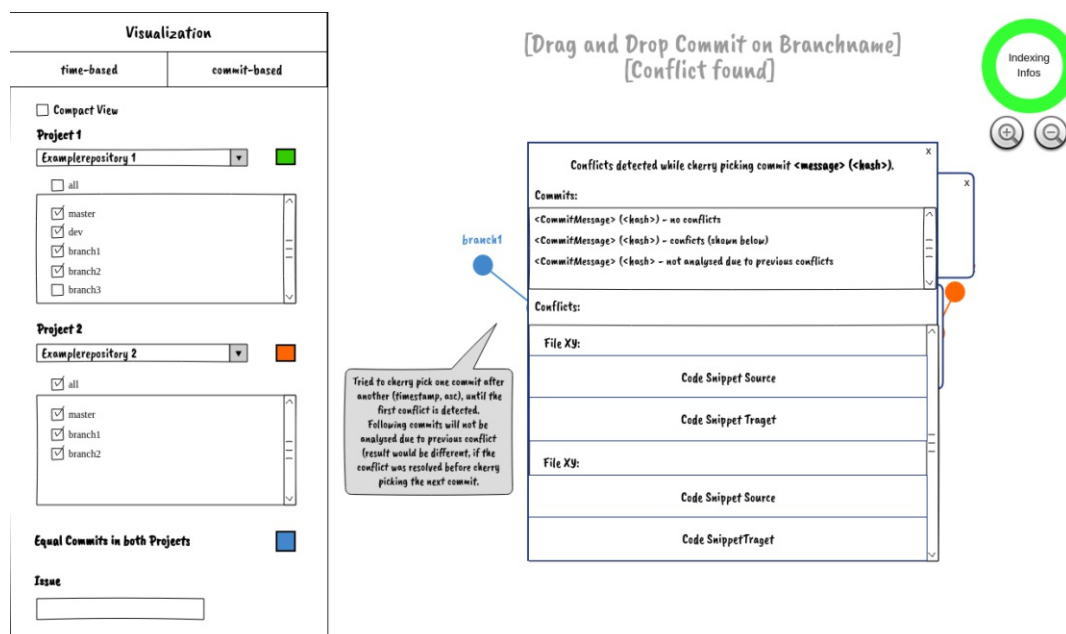 Visualization
time-based
commit-based
Compact View
Project 1
Examplerepository 1
all
master
dev
branch1
branch2
branch3
Project 2
Examplerepository 2
all
master
branch1
branch2
Equal Commits in both Projects
Issue
[Drag and Drop Commit on Branchname]
[Conflict found]
Indexing
Infos
branch1
Tried to cherry pick one commit after
another (timestamp, asc), until the
first conflict is detected.
Following commits will not be
analysed due to previous conflict
(result would be different, if the
conflict was resolved before cherry
picking the next commit.
x
Conflicts detected while cherry picking commit <message> (<hash>).
Commits:
<CommitMessage> (<hash>) - no conflicts
<CommitMessage> (<hash>) - conficts (shown below)
<CommitMessage> (<hash> - not analysed due to previous conflicts
Conflicts:
File XY:
Code Snippet Source
Code Snippet Traget
File XY:
Code Snippet Source
Code SnippetTraget
x